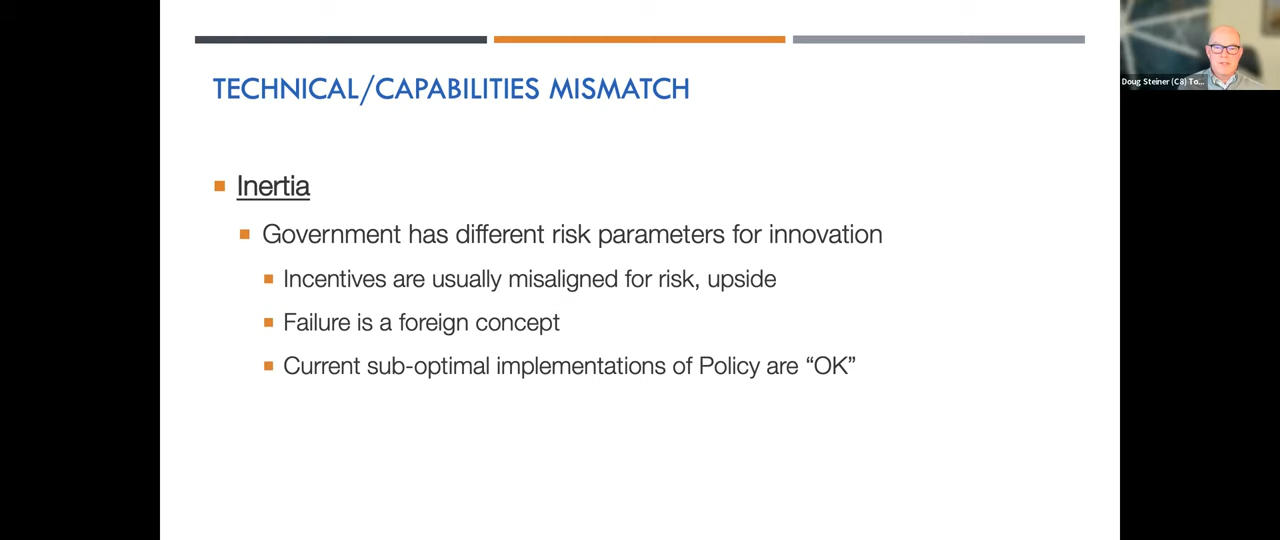 TECHNICAL/CAPABILITIES MISMATCH
Doug Steiner (C8) To...
Inertia
Government has different risk parameters for innovation
Incentives are usually misaligned for risk, upside
Failure is a foreign concept
Current sub-optimal implementations of Policy are “OK”